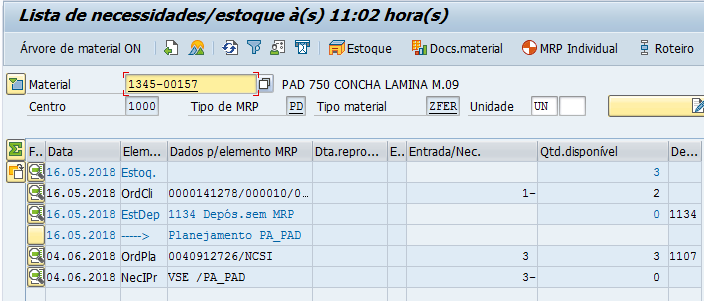 Lista de necessidades/estoque à(s) 11:02 hora(s)
Árvore de material ON Estoque Docs.material MRP Individual Roteiro
Material 1345-00157 PAD 750 CONCHA LAMINA M.09
Centro 1000 Tipo de MRP PD Tipo material ZFER Unidade UN
F.. Data Elem... Dados p/elemento MRP Dta.repro... E.. Entrada/Nec. Qtd.disponível De...
16.05.2018 Estoq. 3
16.05.2018 OrdCli 0000141278/000010/0... 1- 2
16.05.2018 EstDep 1134 Depós.sem MRP 0 1134
16.05.2018 -----> Planejamento PA_PAD
04.06.2018 OrdPla 0040912726/NCSI 3 3 1107
04.06.2018 NecIPr VSE /PA_PAD 3- 0